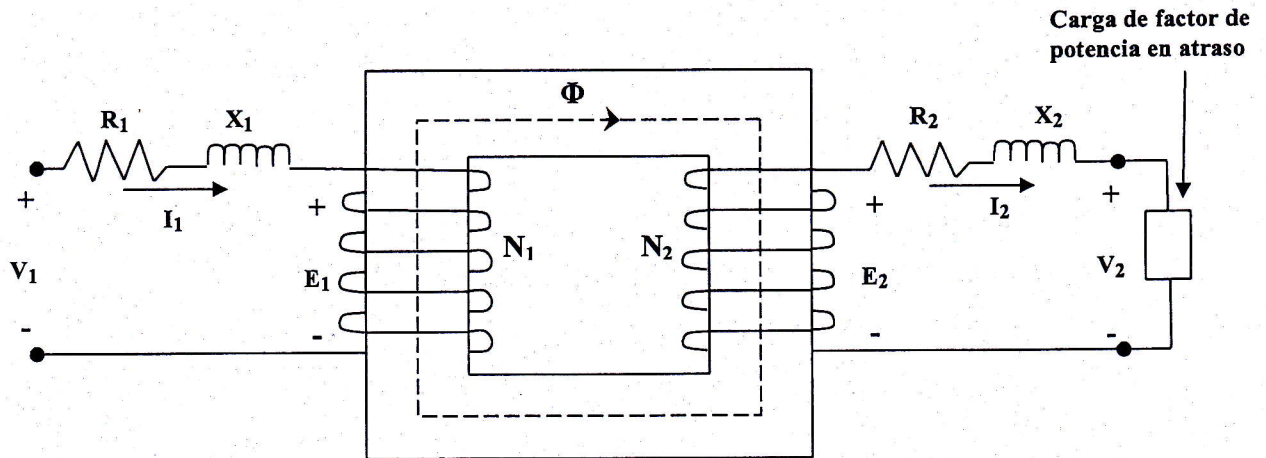 Carga de factor de
potencia en atraso
Φ
R₁
X₁
R₂
X₂
+
I₁
+
+
I₂
+
V₁
E₁
N₁
N₂
E₂
V₂
-
-
-
-